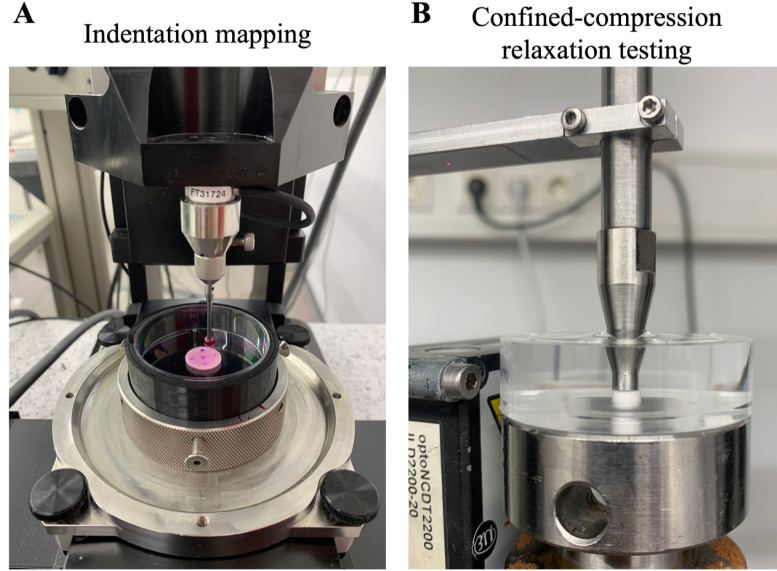 A
Indentation mapping
B
Confined-compression
relaxation testing
FT31724
optoNCDT2200
ILD2200-20